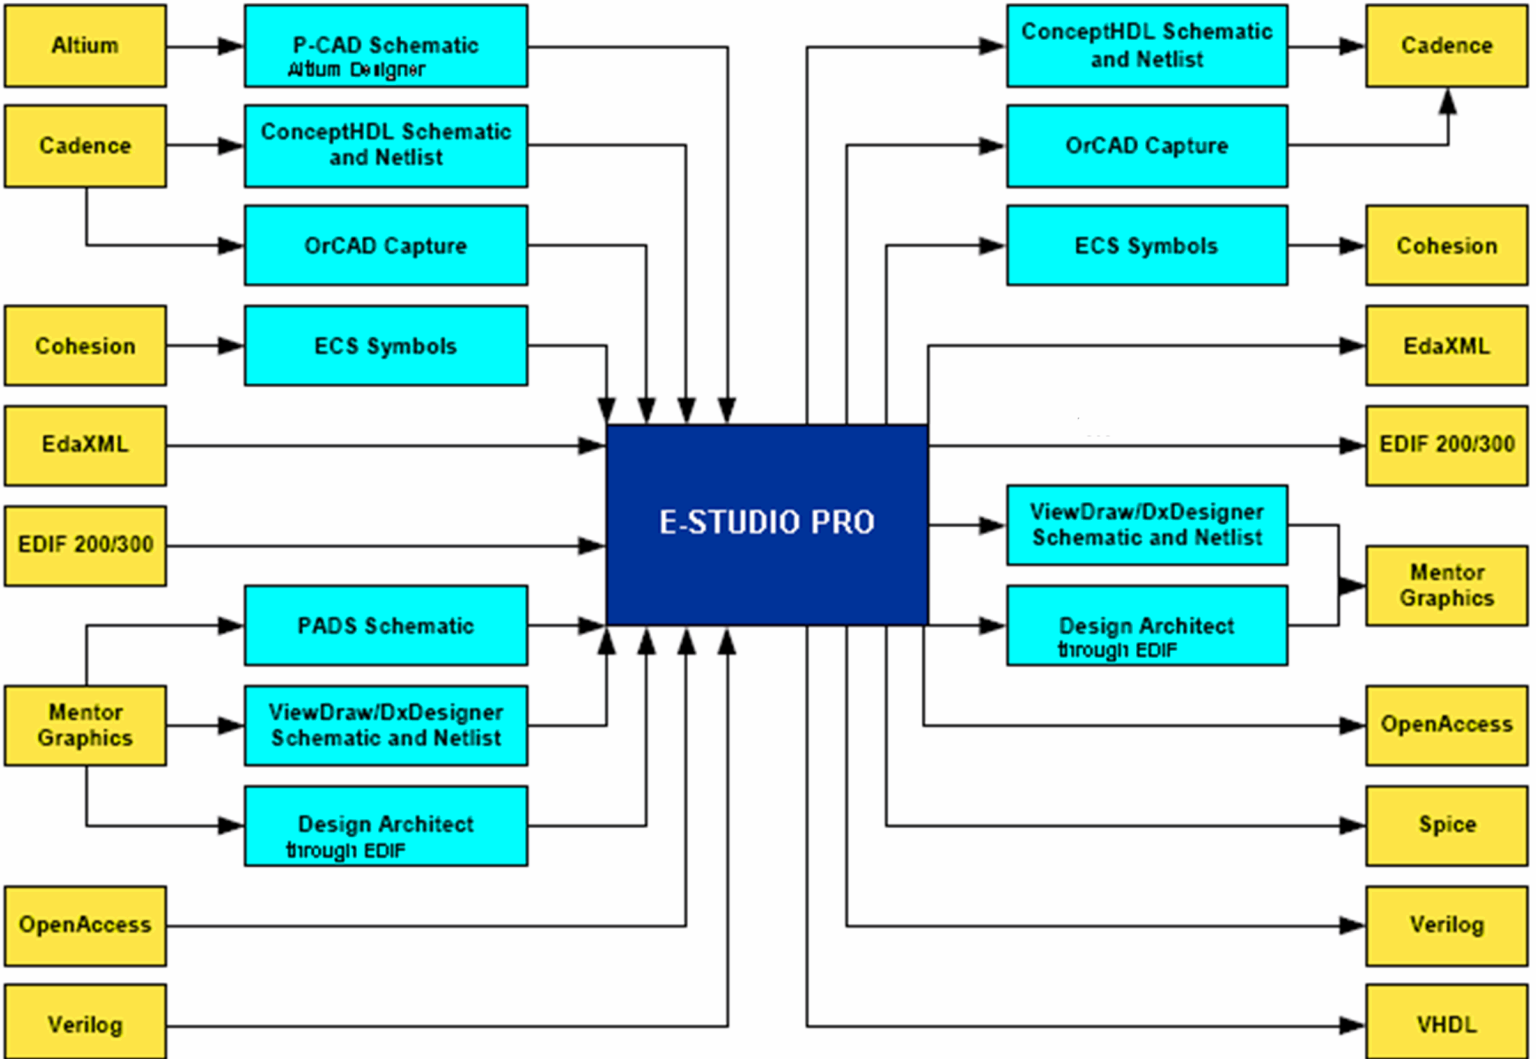 Altium
P-CAD Schematic
Altium Designer
ConceptHDL Schematic
and Netlist
Cadence
Cadence
ConceptHDL Schematic
and Netlist
OrCAD Capture
OrCAD Capture
ECS Symbols
Cohesion
Cohesion
ECS Symbols
EdaXML
EdaXML
EDIF 200/300
EDIF 200/300
E-STUDIO PRO
ViewDraw/DxDesigner
Schematic and Netlist
Mentor
Graphics
PADS Schematic
Design Architect
through EDIF
Mentor
Graphics
ViewDraw/DxDesigner
Schematic and Netlist
OpenAccess
Design Architect
through EDIF
Spice
OpenAccess
Verilog
Verilog
VHDL